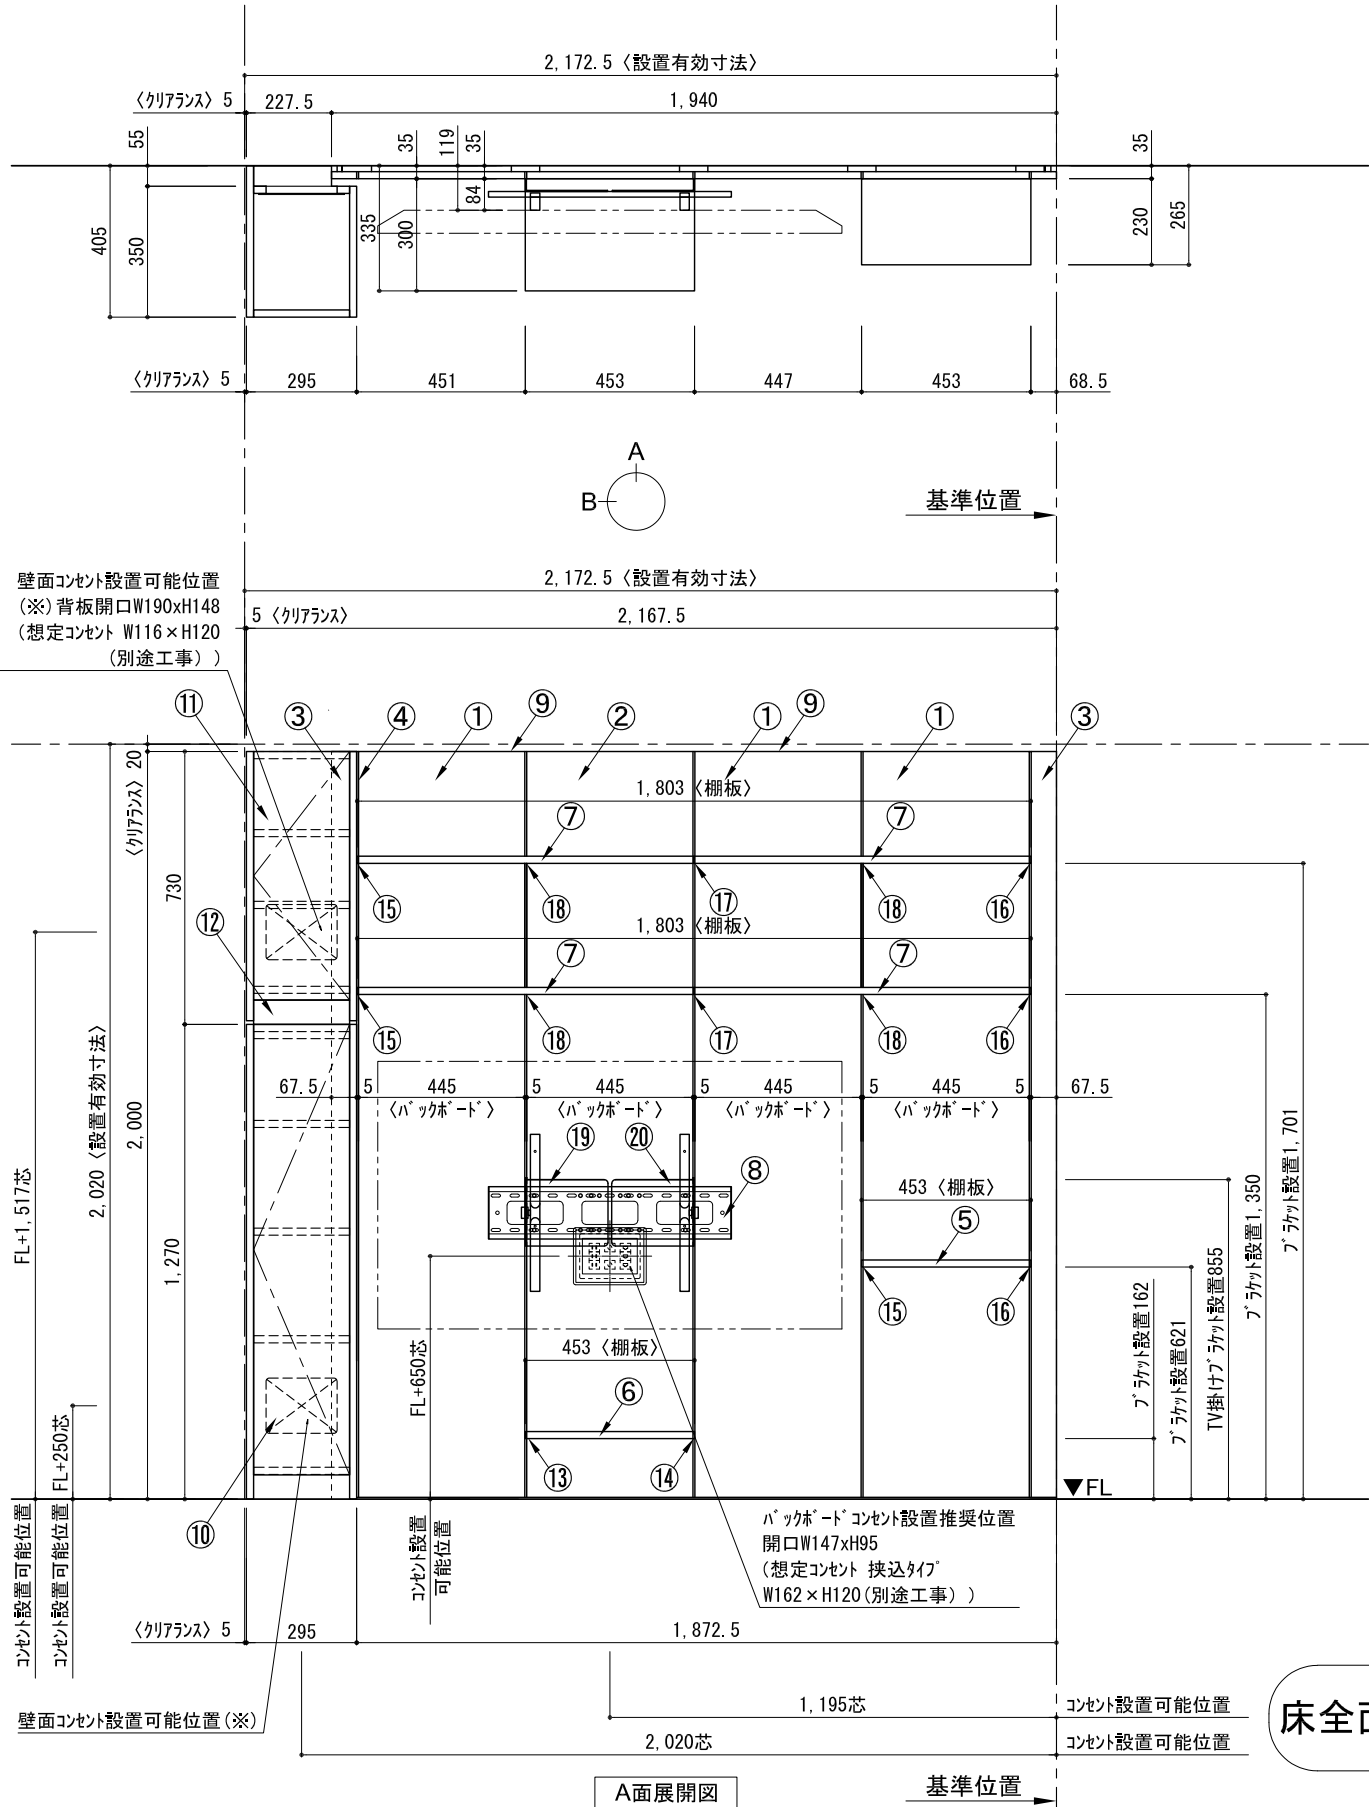 2,172.5〈設置有効寸法〉
〈クリアランス〉5
227.5
1,940
55
35
119
35
35
84
405
350
335
300
230
265
〈クリアランス〉5
295
451
453
447
453
68.5
A
B
基準位置
2,172.5〈設置有効寸法〉
5〈クリアランス〉
2,167.5
壁面コンセント設置可能位置
(※)背板開口W190xH148
(想定コンセント W116×H120
(別途工事))
⑪
③
④
①
⑨
②
①
⑨
①
③
〈クリアランス〉20
1,803〈棚板〉
⑦
⑦
730
⑮
⑱
⑰
⑱
⑯
⑫
1,803〈棚板〉
⑦
⑦
⑮
⑱
⑰
⑱
⑯
67.5
5
445
5
445
5
445
5
445
5
67.5
〈バックボード〉
〈バックボード〉
〈バックボード〉
〈バックボード〉
⑲
⑳
⑧
453〈棚板〉
⑤
⑮
⑯
FL+1,517芯
2,020〈設置有効寸法〉
2,000
1,270
FL+250芯
FL+650芯
453〈棚板〉
⑥
⑬
⑭
ブラケット設置162
ブラケット設置621
TV掛けブラケット設置855
ブラケット設置1,350
ブラケット設置1,701
▼FL
⑩
コンセント設置可能位置
コンセント設置可能位置
コンセント設置
可能位置
バックボードコンセント設置推奨位置
開口W147xH95
(想定コンセント 挟込タイプ
W162×H120(別途工事))
〈クリアランス〉5
295
1,872.5
壁面コンセント設置可能位置(※)
1,195芯
コンセント設置可能位置
2,020芯
コンセント設置可能位置
床全
A面展開図
基準位置